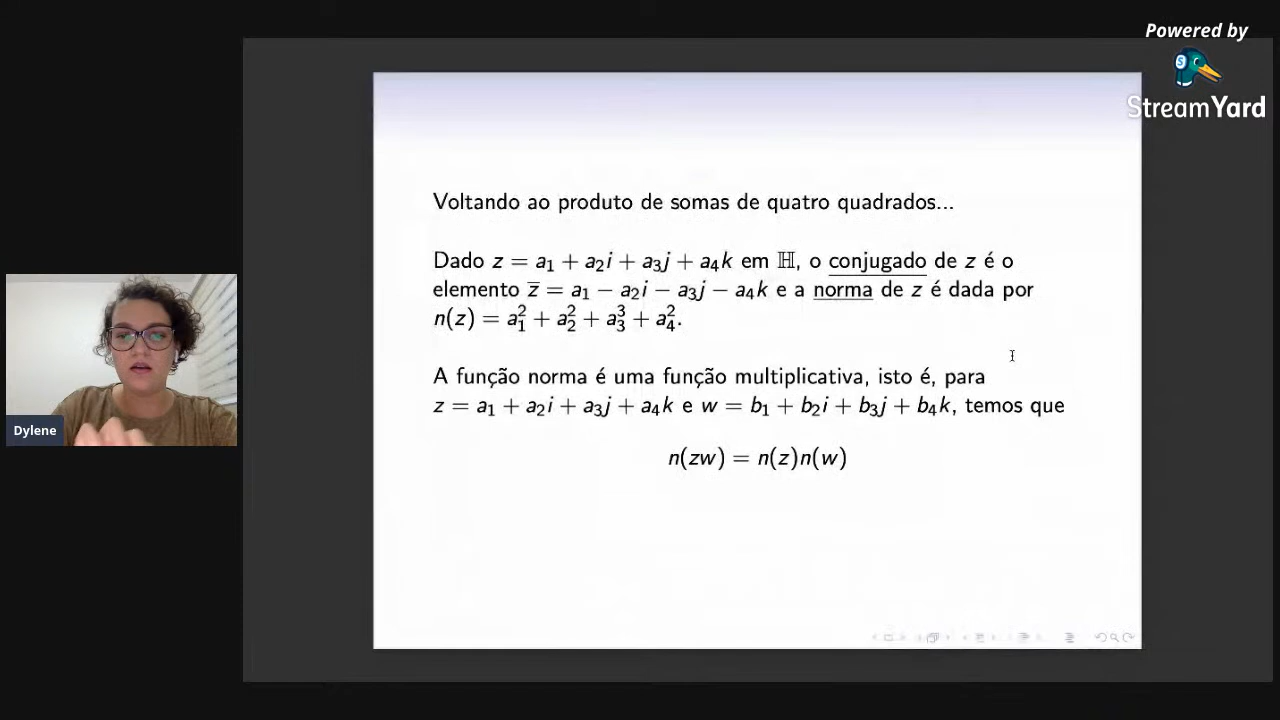 Powered by
StreamYard
Voltando ao produto de somas de quatro quadrados...
Dado z = a₁ + a₂i + a₃j + a₄k em ℍ, o conjugado de z é o
elemento z̅ = a₁ − a₂i − a₃j − a₄k e a norma de z é dada por
n(z) = a₁² + a₂² + a₃³ + a₄².
A função norma é uma função multiplicativa, isto é, para
z = a₁ + a₂i + a₃j + a₄k e w = b₁ + b₂i + b₃j + b₄k, temos que
n(zw) = n(z)n(w)
Dylene